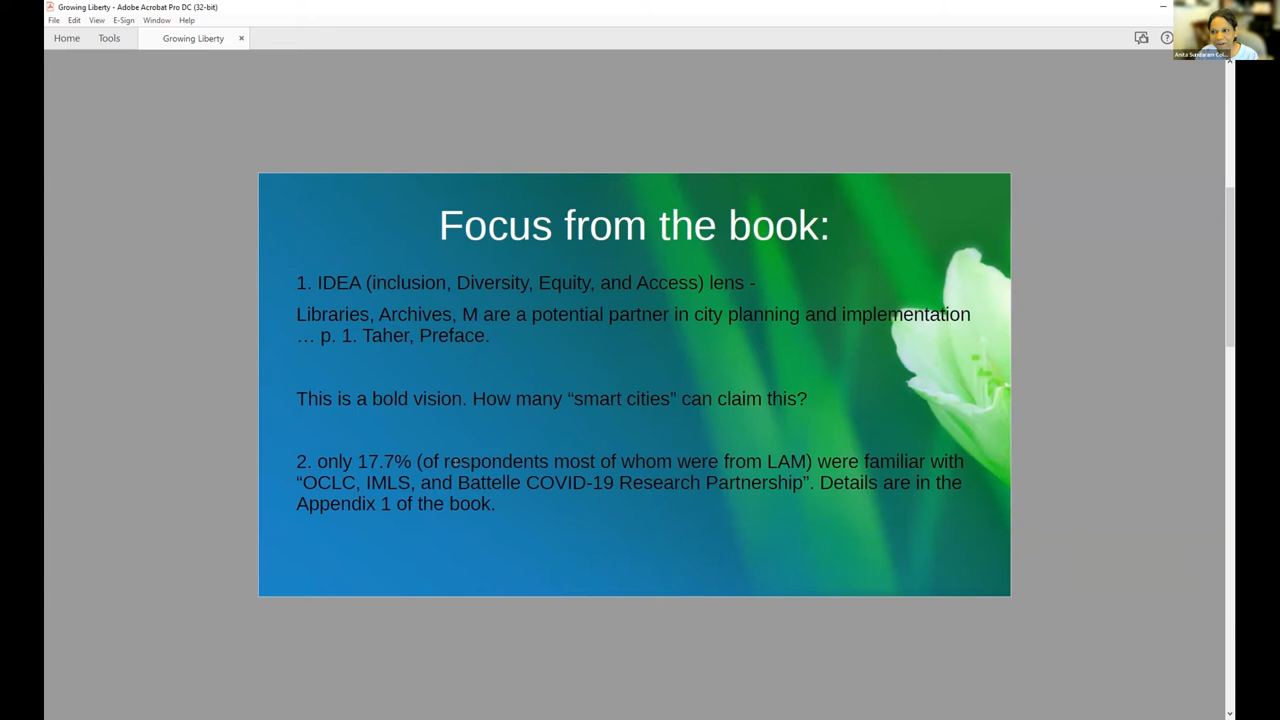 Growing Liberty - Adobe Acrobat Pro DC (32-bit)
File Edit View E-Sign Window Help
Home Tools Growing Liberty ×
Focus from the book:
1. IDEA (inclusion, Diversity, Equity, and Access) lens -
Libraries, Archives, M are a potential partner in city planning and implementation
… p. 1. Taher, Preface.
This is a bold vision. How many “smart cities” can claim this?
2. only 17.7% (of respondents most of whom were from LAM) were familiar with
“OCLC, IMLS, and Battelle COVID-19 Research Partnership”. Details are in the
Appendix 1 of the book.
Anita Sundaram Col...